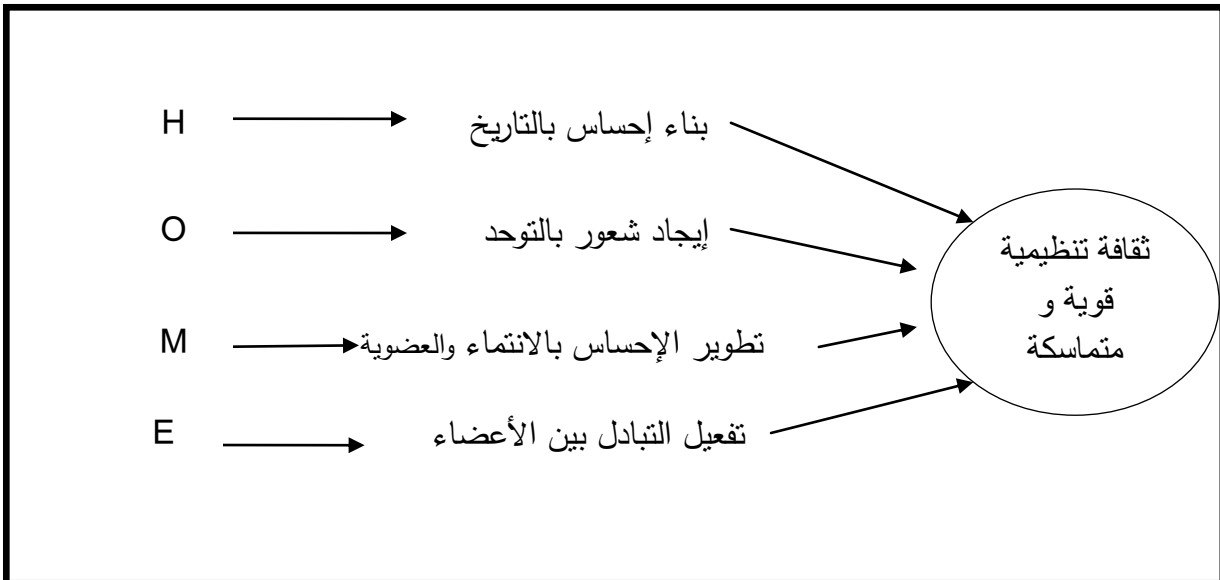 H
بناء إحساس بالتاريخ
O
إيجاد شعور بالتوحد
M
تطوير الإحساس بالانتماء والعضوية
E
تفعيل التبادل بين الأعضاء
ثقافة تنظيمية
قوية و
متماسكة